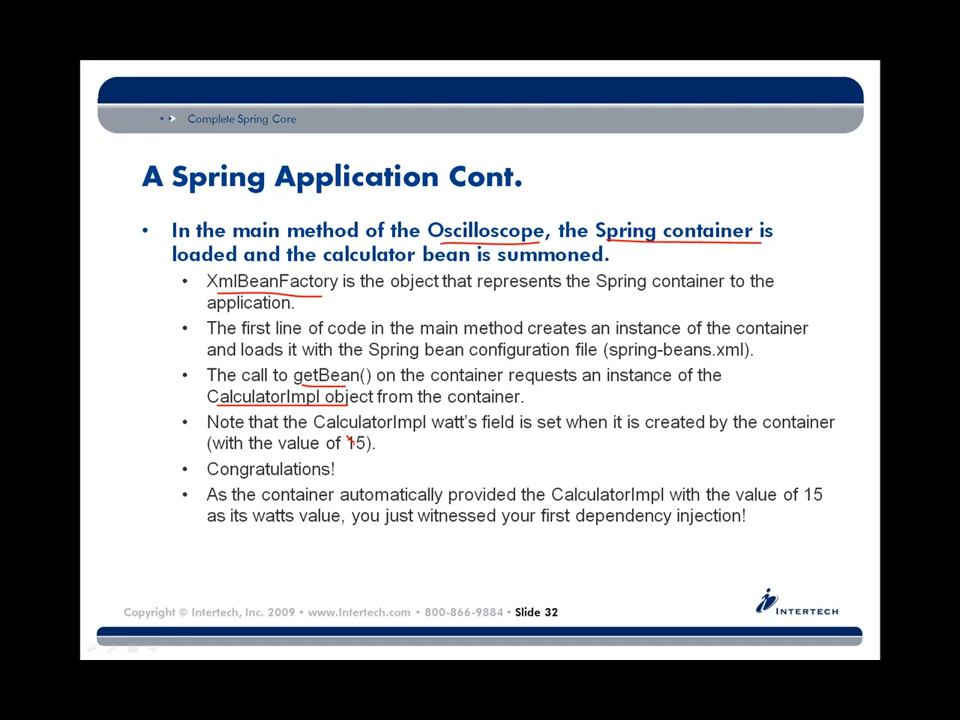 Complete Spring Core
A Spring Application Cont.
• In the main method of the Oscilloscope, the Spring container is
loaded and the calculator bean is summoned.
• XmlBeanFactory is the object that represents the Spring container to the
application.
• The first line of code in the main method creates an instance of the container
and loads it with the Spring bean configuration file (spring-beans.xml).
• The call to getBean() on the container requests an instance of the
CalculatorImpl object from the container.
• Note that the CalculatorImpl watt's field is set when it is created by the container
(with the value of 15).
• Congratulations!
• As the container automatically provided the CalculatorImpl with the value of 15
as its watts value, you just witnessed your first dependency injection!
Copyright © Intertech, Inc. 2009 • www.Intertech.com • 800-866-9884 • Slide 32
INTERTECH